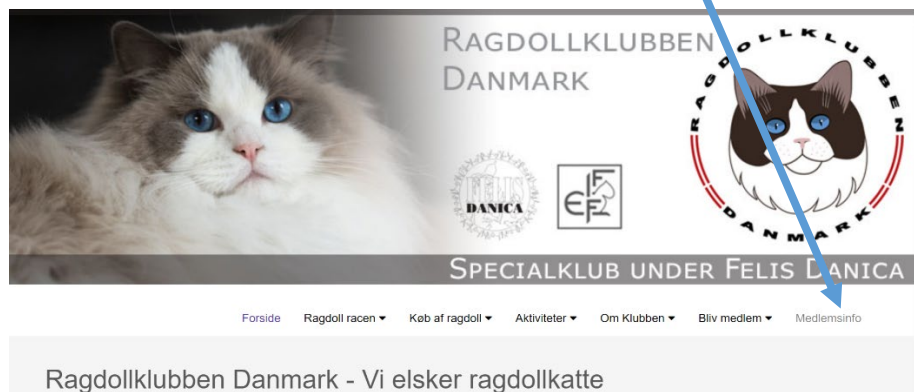 RAGDOLLKLUBBEN
DANMARK
RAGDOLLKLUBBEN
DANMARK
FELIS
DANICA
FIFe
SPECIALKLUB UNDER FELIS DANICA
Forside Ragdoll racen Køb af ragdoll Aktiviteter Om Klubben Bliv medlem Medlemsinfo
Ragdollklubben Danmark - Vi elsker ragdollkatte